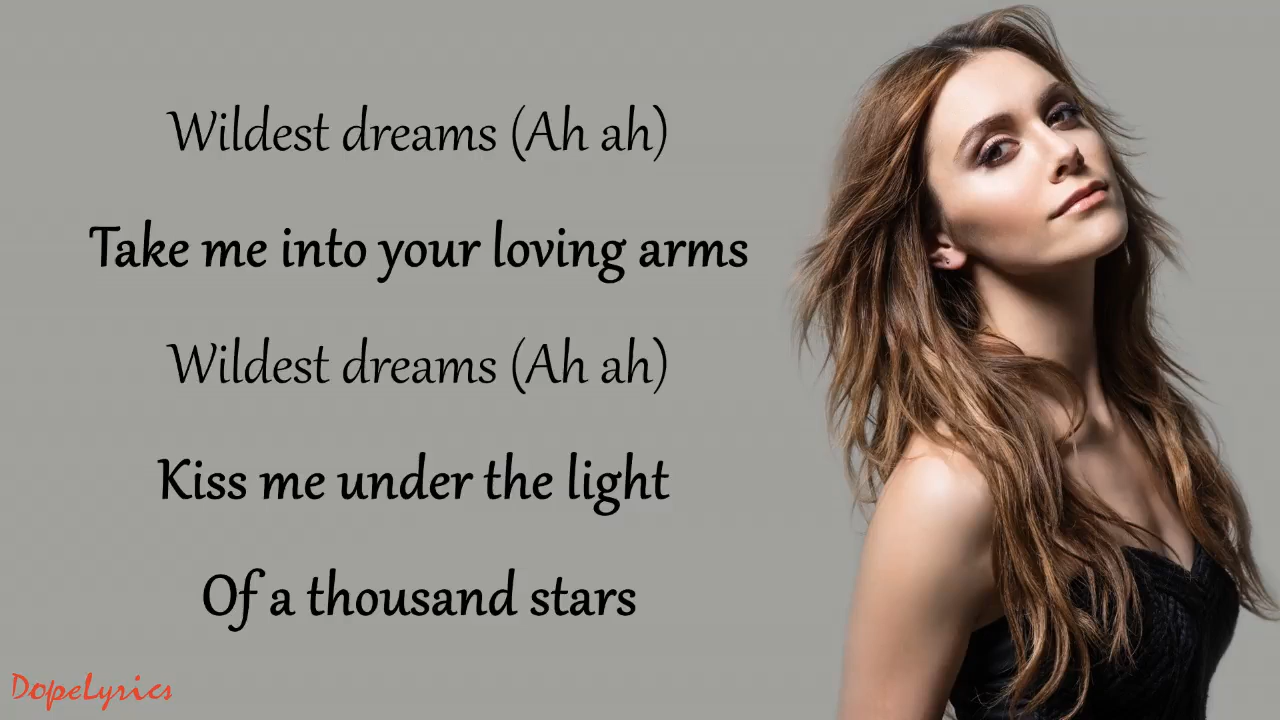 Wildest dreams (Ah ah)
Take me into your loving arms
Wildest dreams (Ah ah)
Kiss me under the light
Of a thousand stars
DopeLyrics